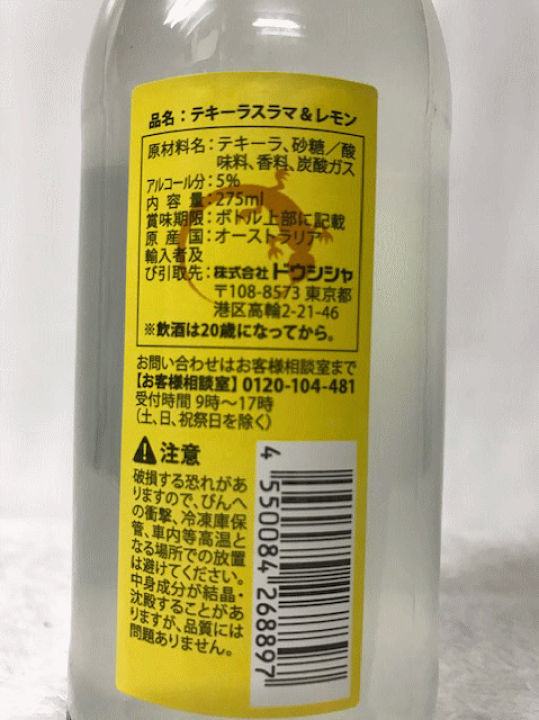 品名：テキーラスラマ＆レモン
原材料名：テキーラ、砂糖／酸
味料、香料、炭酸ガス
アルコール分：5％
内容量：275ml
賞味期限：ボトル上部に記載
原産国：オーストラリア
輸入者及
び引取先：株式会社 ドウシシャ
〒108-8573 東京都
港区高輪2-21-46
※飲酒は20歳になってから。
お問い合わせはお客様相談室まで
【お客様相談室】0120-104-481
受付時間 9時～17時
（土、日、祝祭日を除く）
注意
破損する恐れがあ
りますので、びんへ
の衝撃、冷凍庫保
管、車内等高温と
なる場所での放置
は避けてください。
中身成分が結晶・
沈殿することがあ
りますが、品質には
問題ありません。
4 550084 268897